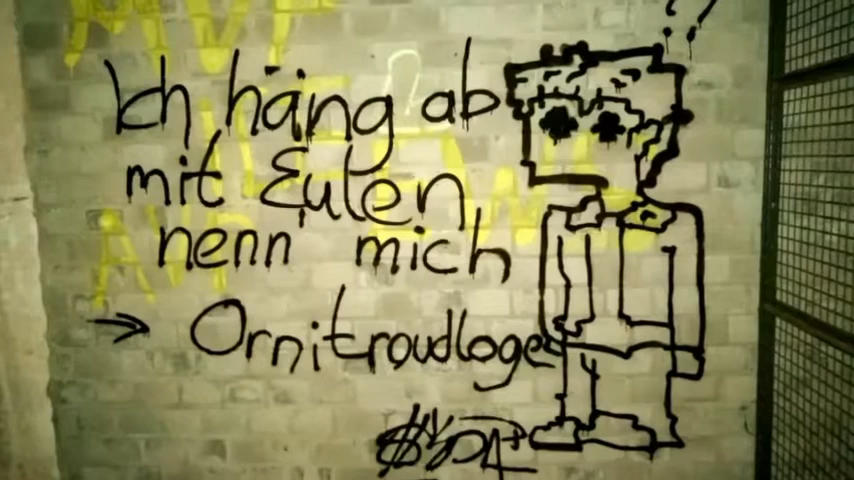 Ich häng ab
mit Eulen,
nenn' mich
→ Ornitroudloge